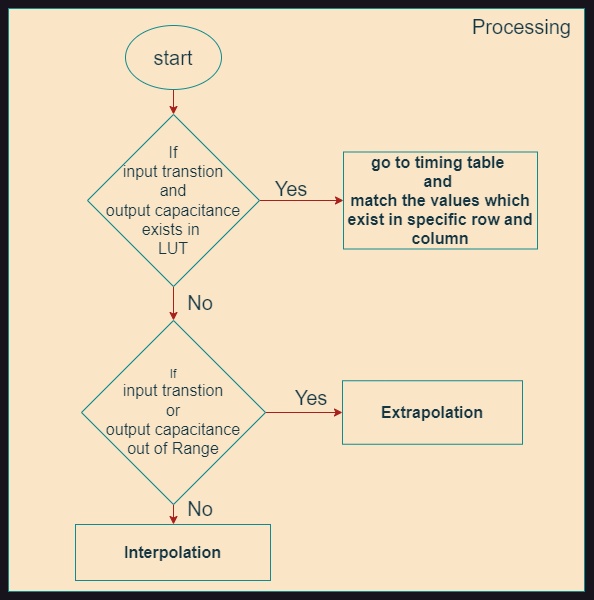 Processing
start
If
input transtion
and
output capacitance
exists in
LUT
Yes
go to timing table
and
match the values which
exist in specific row and
column
No
If
input transtion
or
output capacitance
out of Range
Yes
Extrapolation
No
Interpolation